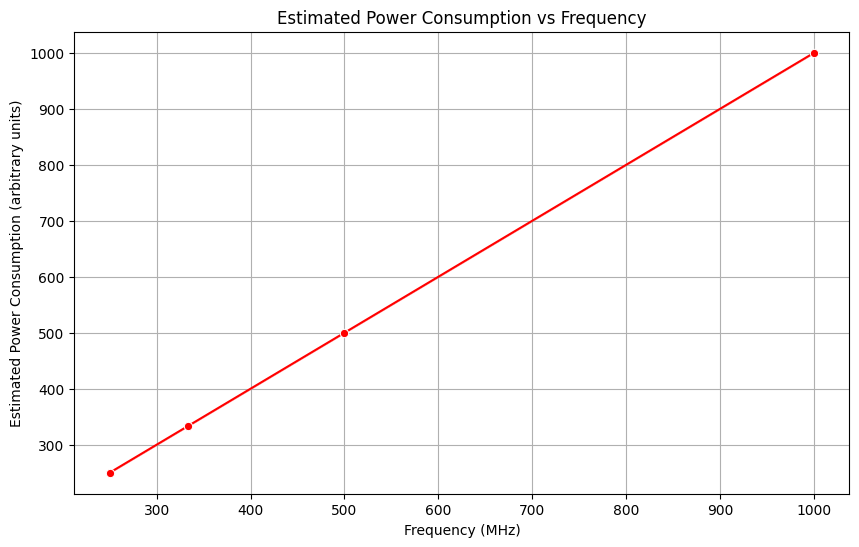 Estimated Power Consumption vs Frequency
Estimated Power Consumption (arbitrary units)
1000
900
800
700
600
500
400
300
300 400 500 600 700 800 900 1000
Frequency (MHz)